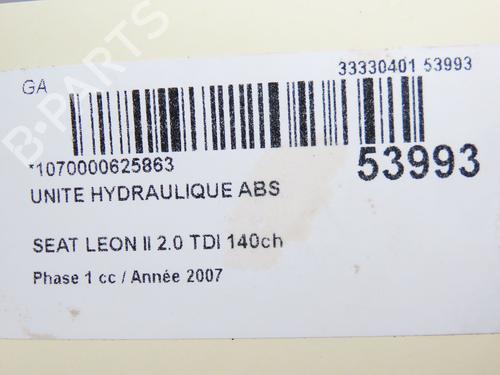 GA
33330401 53993
*1070000625863
53993
UNITE HYDRAULIQUE ABS
SEAT LEON II 2.0 TDI 140ch
Phase 1 cc / Année 2007
B-PARTS